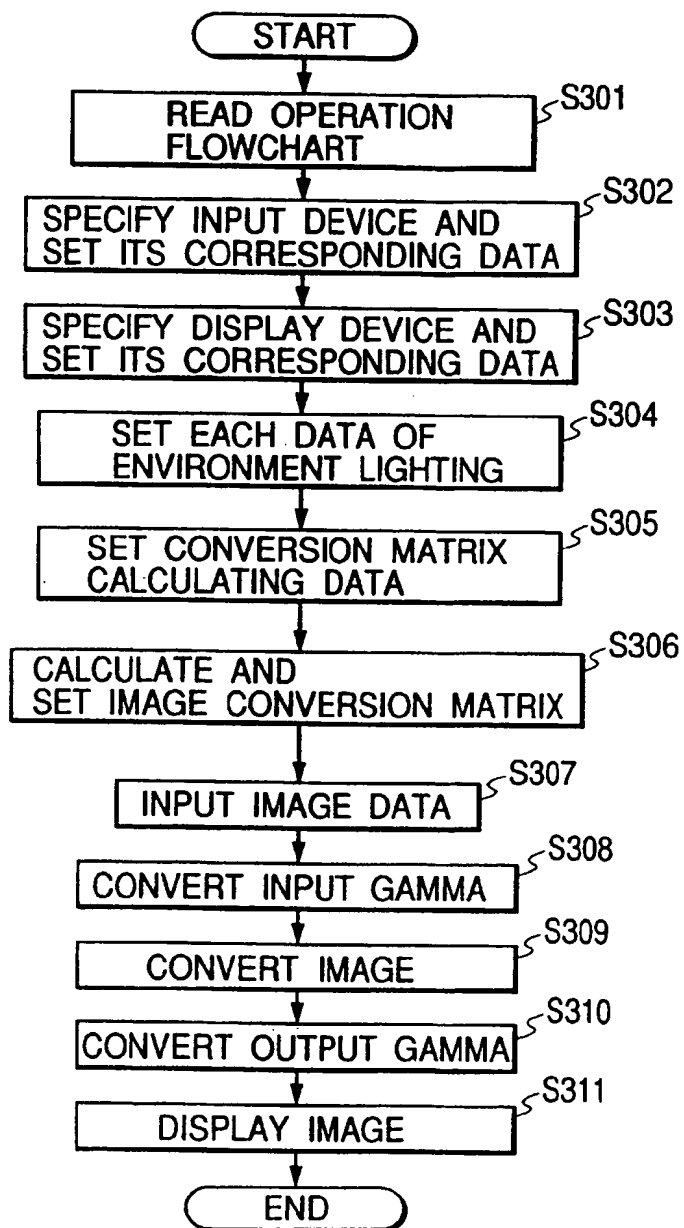 START
S301
READ OPERATION
FLOWCHART
S302
SPECIFY INPUT DEVICE AND
SET ITS CORRESPONDING DATA
S303
SPECIFY DISPLAY DEVICE AND
SET ITS CORRESPONDING DATA
S304
SET EACH DATA OF
ENVIRONMENT LIGHTING
S305
SET CONVERSION MATRIX
CALCULATING DATA
S306
CALCULATE AND
SET IMAGE CONVERSION MATRIX
S307
INPUT IMAGE DATA
S308
CONVERT INPUT GAMMA
S309
CONVERT IMAGE
S310
CONVERT OUTPUT GAMMA
S311
DISPLAY IMAGE
END